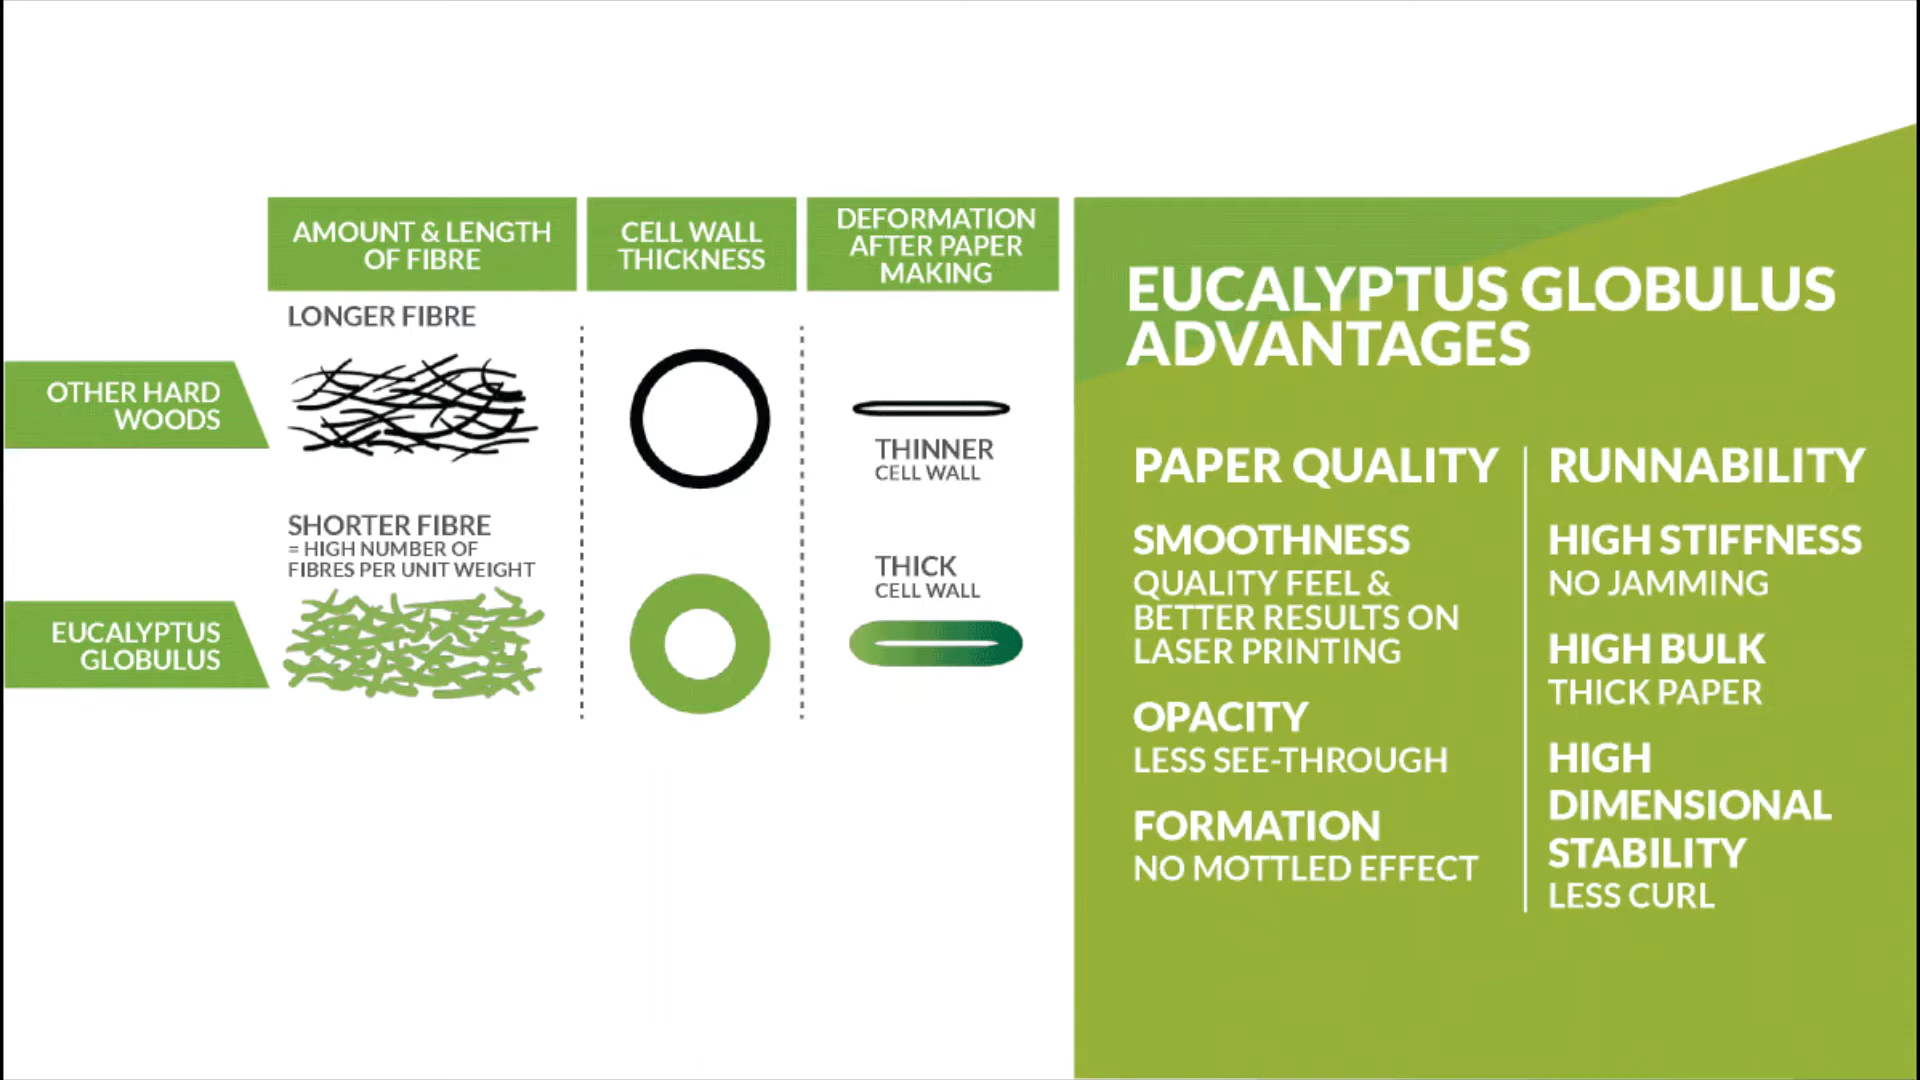 AMOUNT & LENGTH
OF FIBRE
CELL WALL
THICKNESS
DEFORMATION
AFTER PAPER
MAKING
OTHER HARD
WOODS
LONGER FIBRE
THINNER
CELL WALL
EUCALYPTUS
GLOBULUS
SHORTER FIBRE
= HIGH NUMBER OF
FIBRES PER UNIT WEIGHT
THICK
CELL WALL
EUCALYPTUS GLOBULUS
ADVANTAGES
PAPER QUALITY
SMOOTHNESS
QUALITY FEEL &
BETTER RESULTS ON
LASER PRINTING
OPACITY
LESS SEE-THROUGH
FORMATION
NO MOTTLED EFFECT
RUNNABILITY
HIGH STIFFNESS
NO JAMMING
HIGH BULK
THICK PAPER
HIGH
DIMENSIONAL
STABILITY
LESS CURL